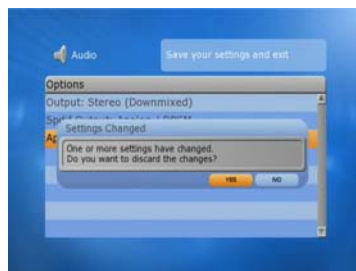 Audio
Save your settings and exit
Options
Output: Stereo (Downmixed)
Settings Changed
One or more settings have changed.
Do you want to discard the changes?
YES
NO